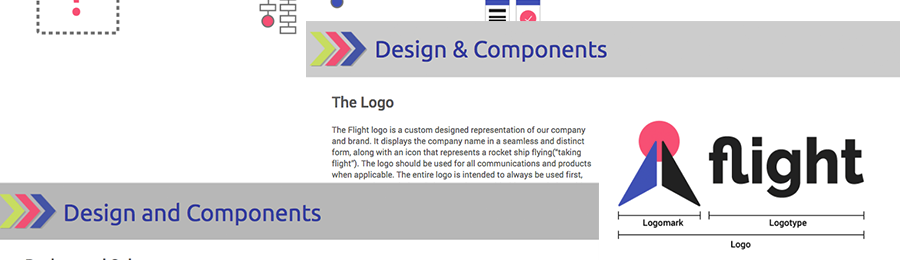 Design & Components
The Logo
The Flight logo is a custom designed representation of our company
and brand. It displays the company name in a seamless and distinct
form, along with an icon that represents a rocket ship flying("taking
flight"). The logo should be used for all communications and products
when applicable. The entire logo is intended to always be used first,
flight
Logomark
Logotype
Logo
Design and Components